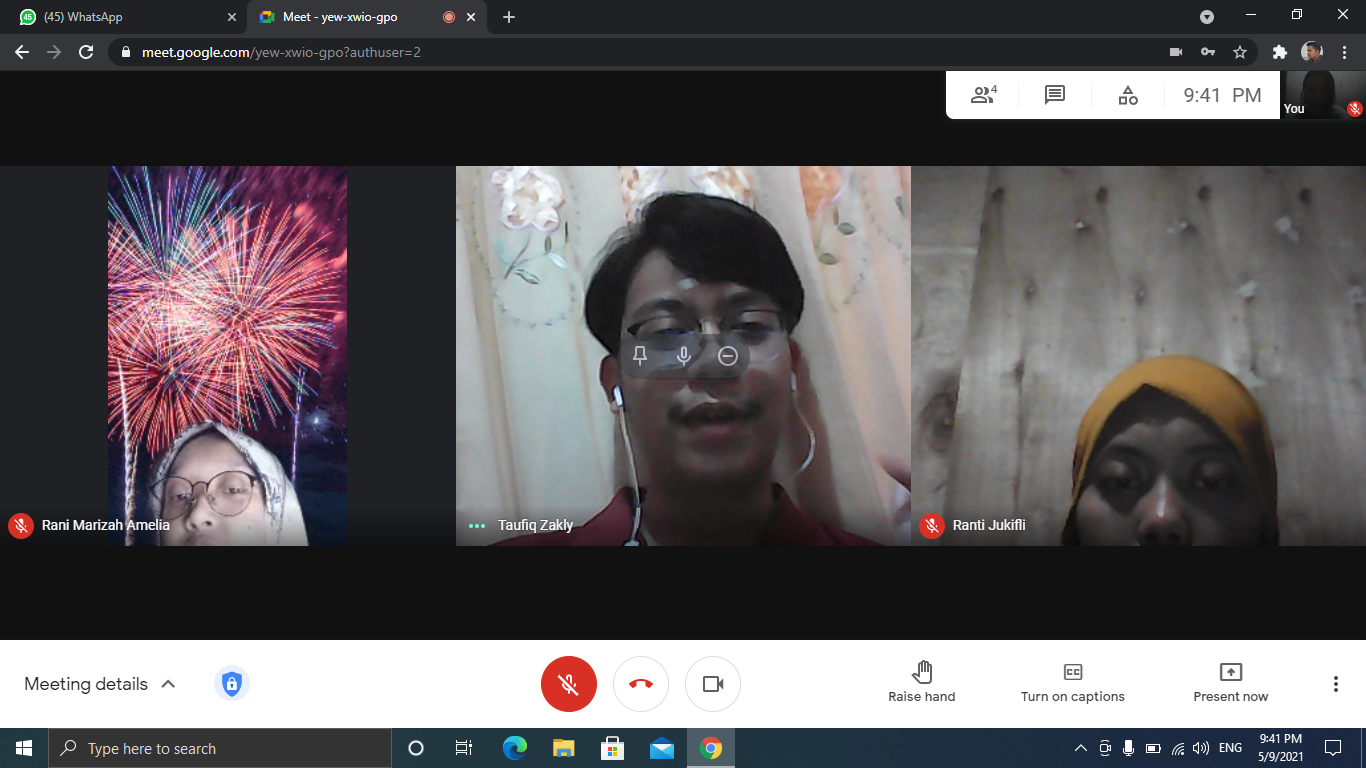 45 (45) WhatsApp
Meet - yew-xwio-gpo
meet.google.com/yew-xwio-gpo?authuser=2
4
9:41 PM
You
Rani Marizah Amelia
Taufiq Zakly
Ranti Jukifli
Meeting details
CC
Raise hand
Turn on captions
Present now
Type here to search
ENG
9:41 PM
5/9/2021